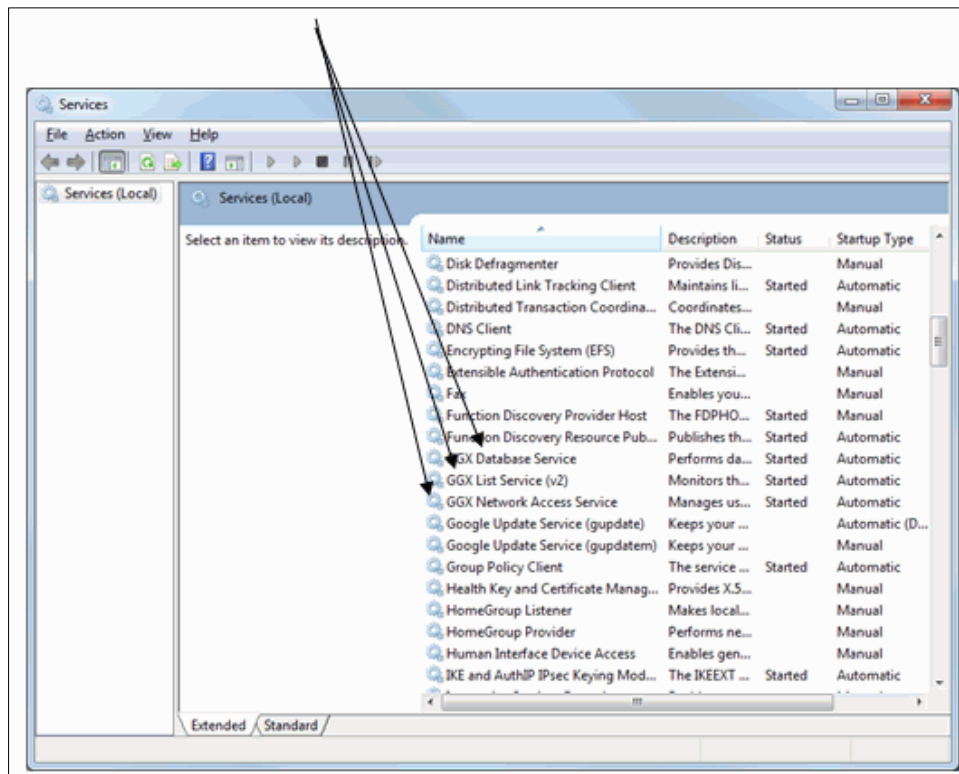 Services
File Action View Help
Services (Local)
Services (Local)
Select an item to view its description.
Name Description Status Startup Type
Disk Defragmenter Provides Dis... Manual
Distributed Link Tracking Client Maintains li... Started Automatic
Distributed Transaction Coordina... Coordinates... Manual
DNS Client The DNS Cli... Started Automatic
Encrypting File System (EFS) Provides th... Started Automatic
Extensible Authentication Protocol The Extensi... Manual
Fax Enables you... Manual
Function Discovery Provider Host The FDPHO... Started Manual
Function Discovery Resource Pub... Publishes th... Started Automatic
GGX Database Service Performs da... Started Automatic
GGX List Service (v2) Monitors th... Started Automatic
GGX Network Access Service Manages us... Started Automatic
Google Update Service (gupdate) Keeps your ... Automatic (D...
Google Update Service (gupdatem) Keeps your ... Manual
Group Policy Client The service ... Started Automatic
Health Key and Certificate Manag... Provides X.5... Manual
HomeGroup Listener Makes local... Manual
HomeGroup Provider Performs ne... Manual
Human Interface Device Access Enables gen... Manual
IKE and AuthIP IPsec Keying Mod... The IKEEXT ... Started Automatic
Extended Standard